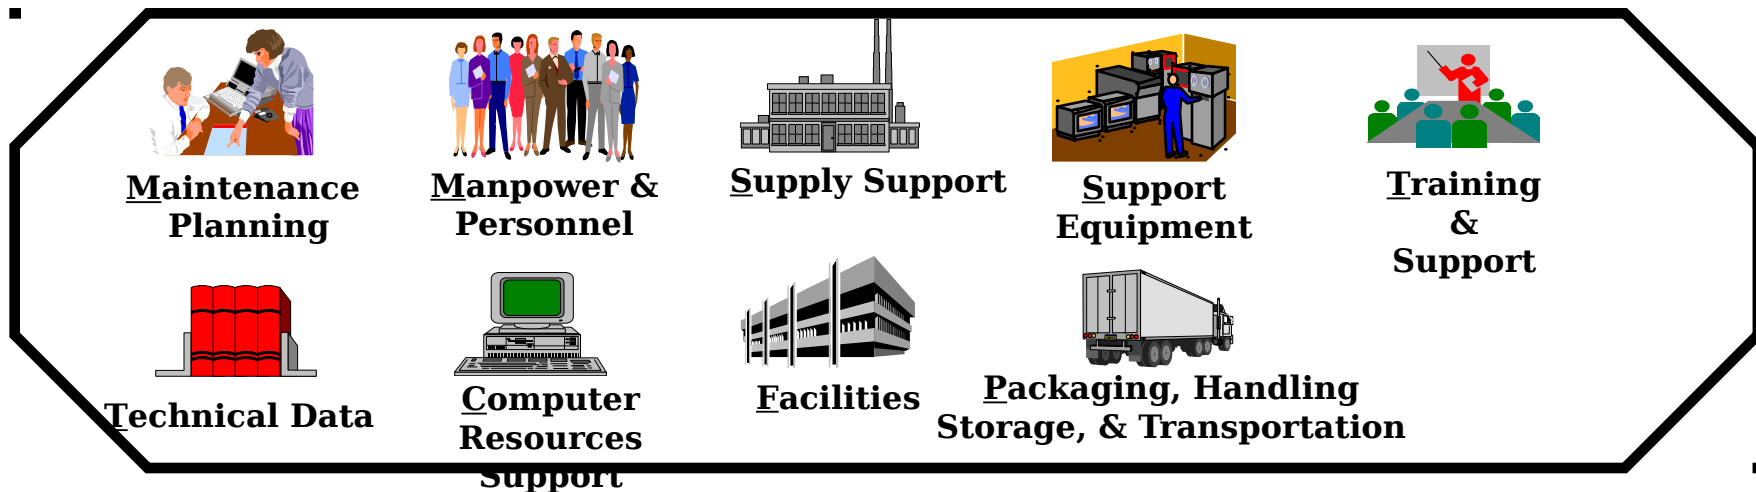 Maintenance
Planning
Manpower &
Personnel
Supply Support
Support
Equipment
Training
&
Support
Technical Data
Computer
Resources
Support
Facilities
Packaging, Handling
Storage, & Transportation